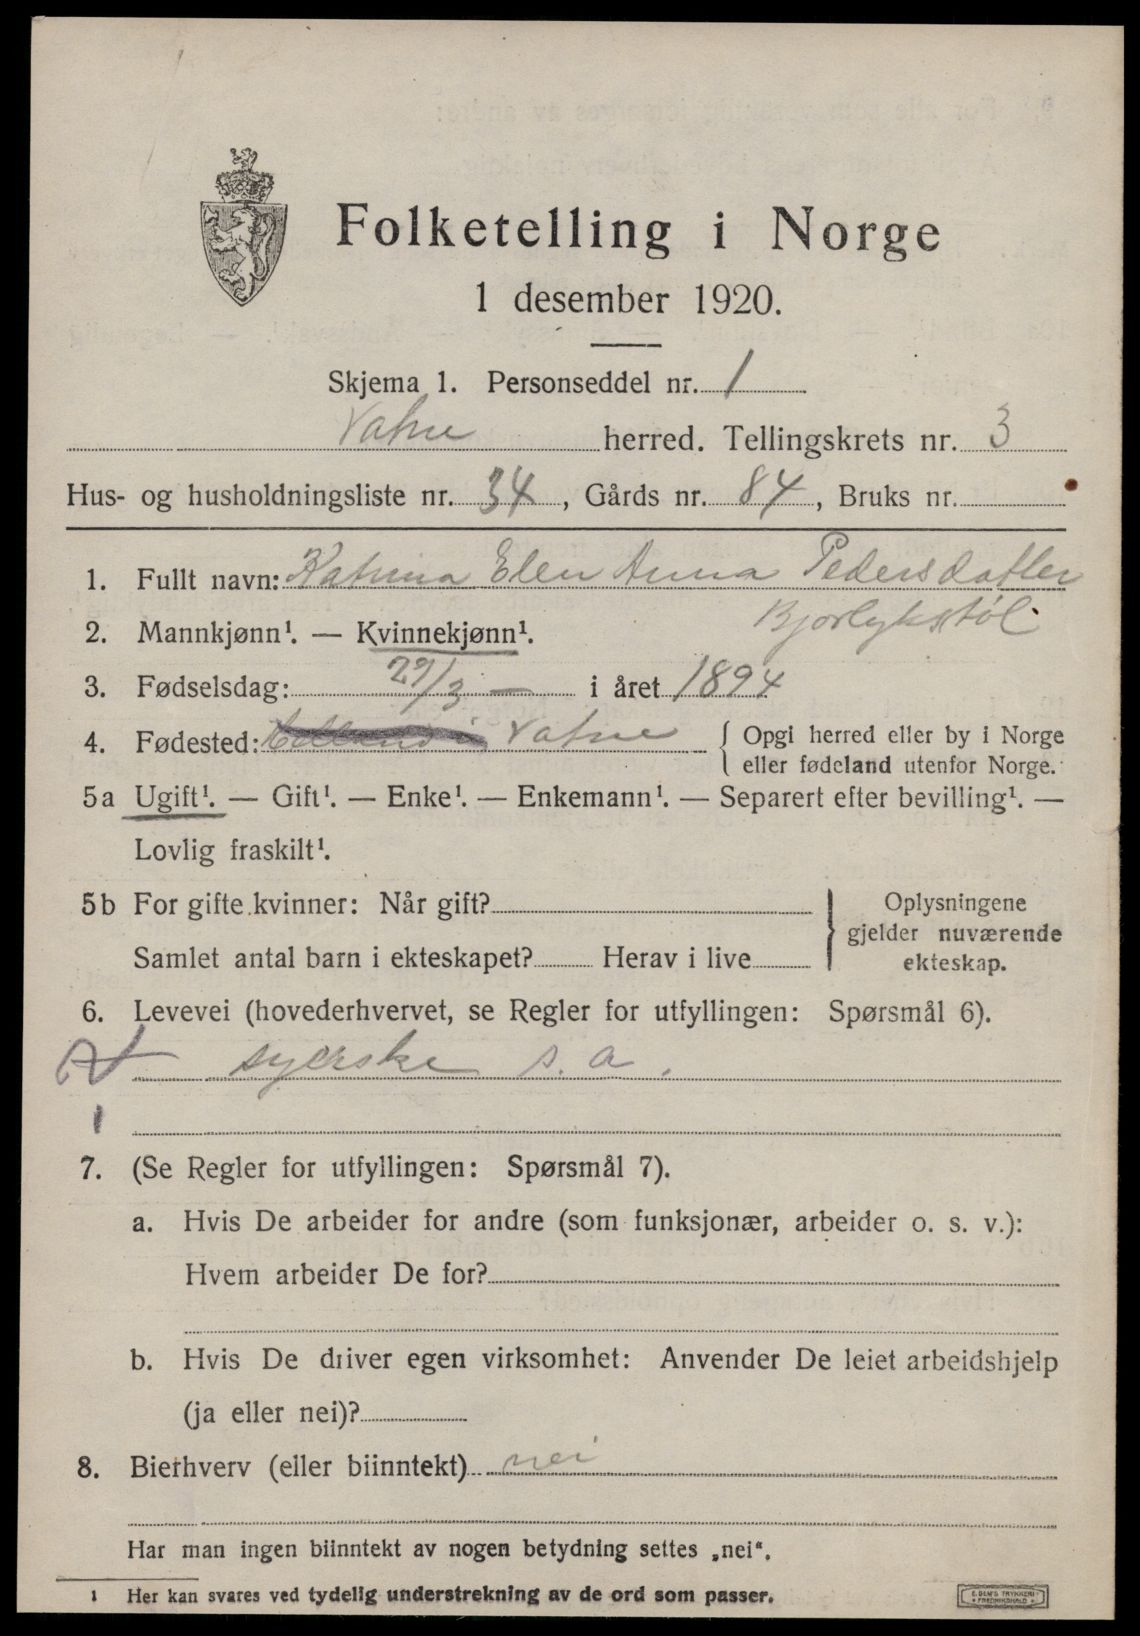 Folketelling i Norge
1 desember 1920.
Skjema 1. Personseddel nr. 1
Vatne herred. Tellingskrets nr. 3
Hus- og husholdningsliste nr. 34, Gårds nr. 84, Bruks nr.
1. Fullt navn: Katrina Elen Anna Pedersdatter
Bjorlykstøl
2. Mannkjønn¹. — Kvinnekjønn¹.
3. Fødselsdag: 29/3 — i året 1894
4. Fødested: Vatne { Opgi herred eller by i Norge
eller fødeland utenfor Norge.
5a Ugift¹. — Gift¹. — Enke¹. — Enkemann¹. — Separert efter bevilling¹. —
Lovlig fraskilt¹.
5b For gifte kvinner: Når gift?
Samlet antal barn i ekteskapet? Herav i live
} Oplysningene
gjelder nuværende
ekteskap.
6. Levevei (hovederhvervet, se Regler for utfyllingen: Spørsmål 6).
syerske s. a.
1
7. (Se Regler for utfyllingen: Spørsmål 7).
a. Hvis De arbeider for andre (som funksjonær, arbeider o. s. v.):
Hvem arbeider De for?
b. Hvis De driver egen virksomhet: Anvender De leiet arbeidshjelp
(ja eller nei)?
8. Bierhverv (eller biinntekt) nei
Har man ingen biinntekt av nogen betydning settes „nei“.
1 Her kan svares ved tydelig understrekning av de ord som passer.
E. DEMS TRYKKERI
FREDRIKSHALD